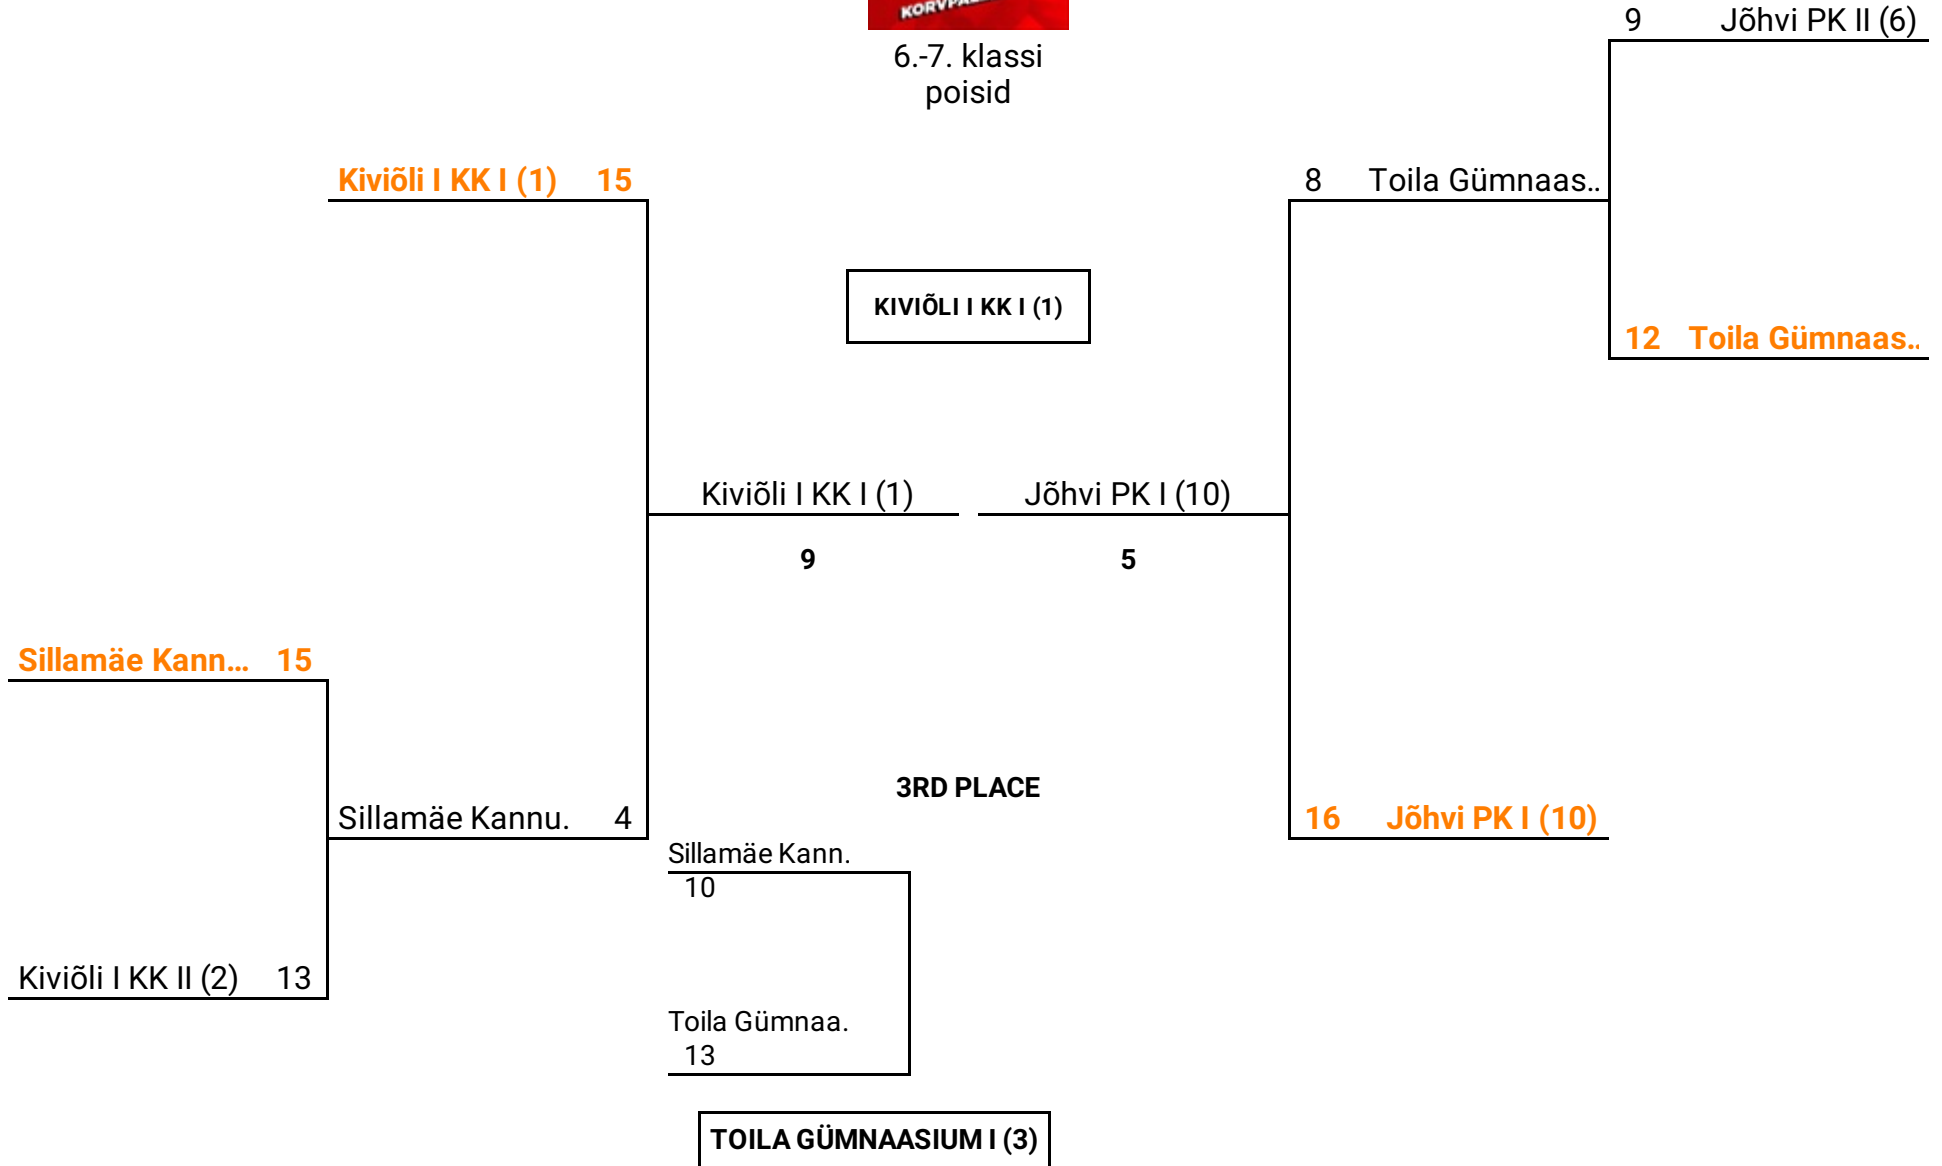 6.-7. klassi
poisid
9 Jõhvi PK II (6)
Kiviõli I KK I (1) 15
8 Toila Gümnaas..
KIVIÕLI I KK I (1)
12 Toila Gümnaas..
Kiviõli I KK I (1)
Jõhvi PK I (10)
9
5
Sillamäe Kann... 15
3RD PLACE
Sillamäe Kannu. 4
16 Jõhvi PK I (10)
Sillamäe Kann.
10
Kiviõli I KK II (2) 13
Toila Gümnaa.
13
TOILA GÜMNAASIUM I (3)